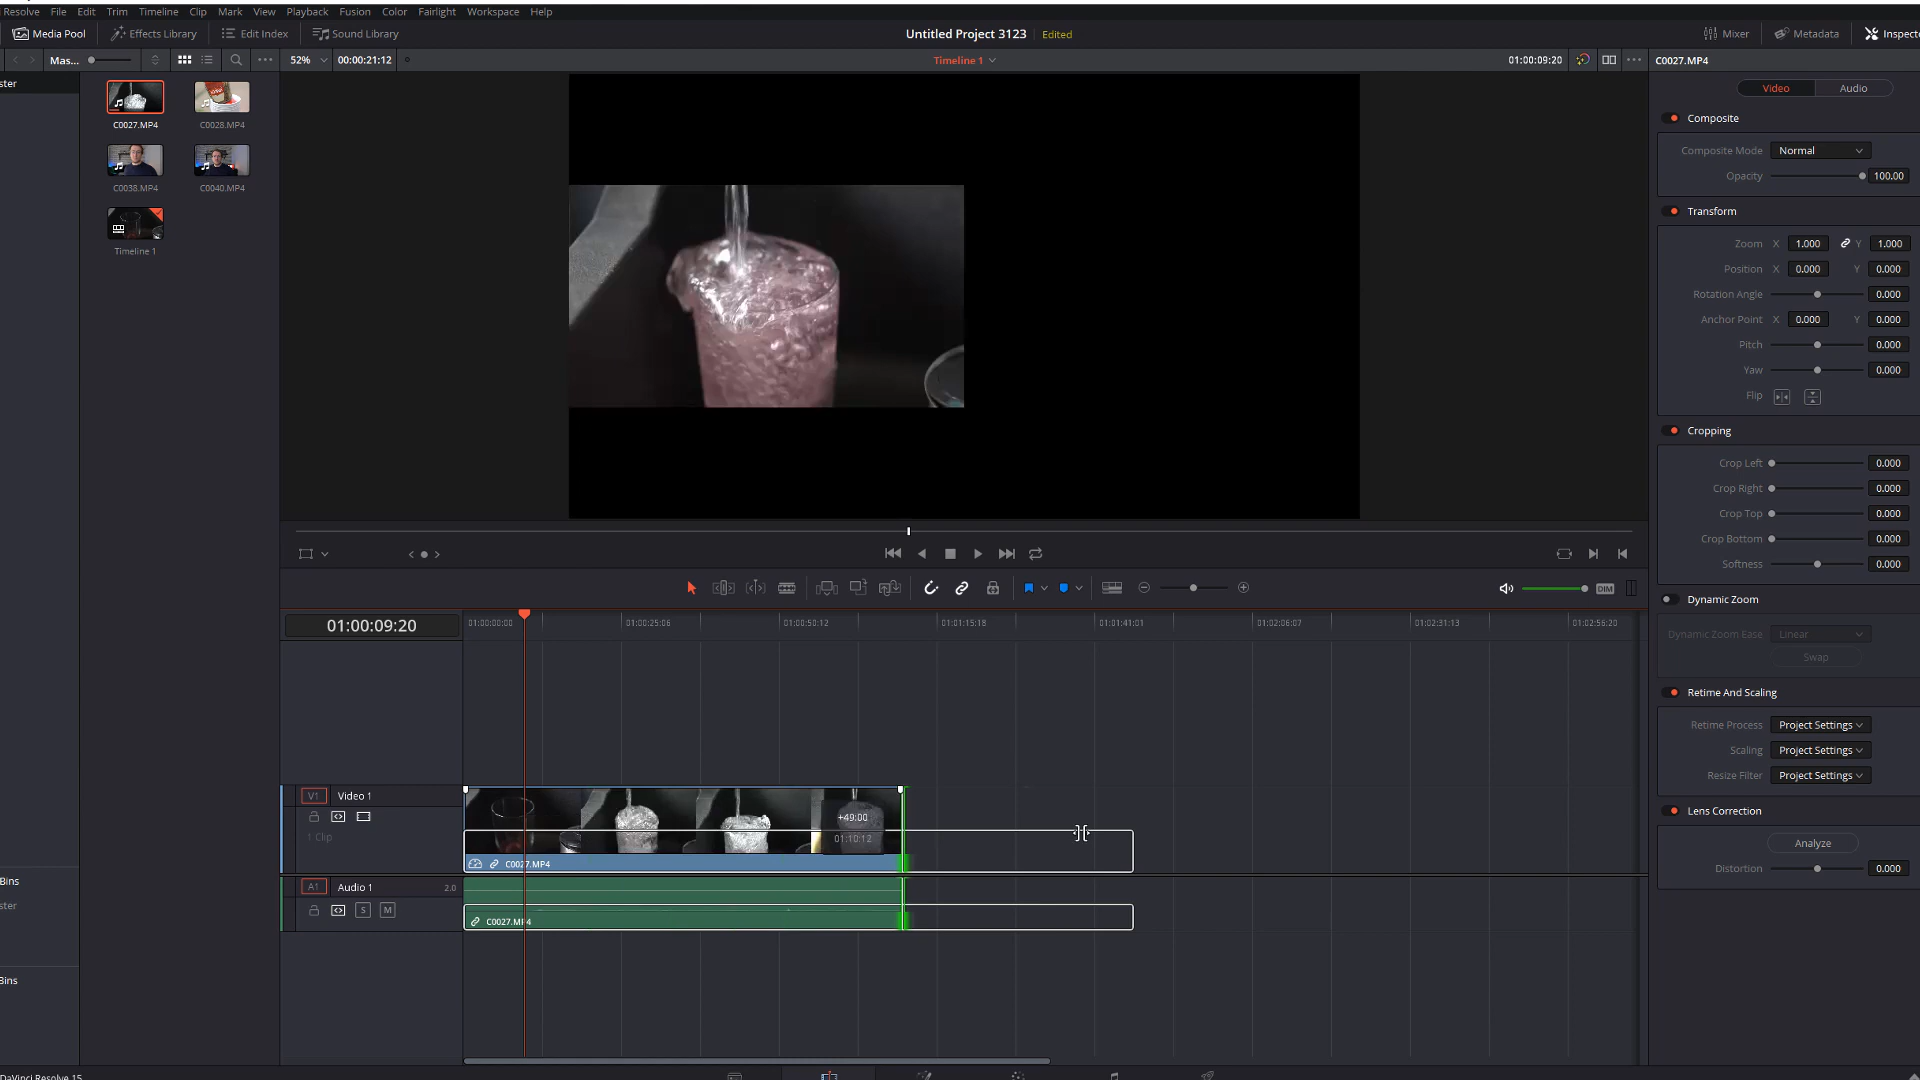 Resolve File Edit Trim Timeline Clip Mark View Playback Fusion Color Fairlight Workspace Help
Media Pool Effects Library Edit Index Sound Library Untitled Project 3123 Edited Mixer Metadata Inspecto
Mas... 52% 00:00:21:12 Timeline 1 01:00:09:20 C0027.MP4
ster
Video Audio
C0027.MP4 C0028.MP4
Composite
Composite Mode Normal
Opacity 100.00
C0038.MP4 C0040.MP4
Transform
Zoom X 1.000 Y 1.000
Timeline 1
Position X 0.000 Y 0.000
Rotation Angle 0.000
Anchor Point X 0.000 Y 0.000
Pitch 0.000
Yaw 0.000
Flip
Cropping
Crop Left 0.000
Crop Right 0.000
Crop Top 0.000
Crop Bottom 0.000
Softness 0.000
DIM
Dynamic Zoom
Dynamic Zoom Ease Linear
Swap
01:00:09:20 01:00:00:00 01:00:25:06 01:00:50:12 01:01:15:18 01:01:41:01 01:02:06:07 01:02:31:13 01:02:56:20
Retime And Scaling
Retime Process Project Settings
Scaling Project Settings
Resize Filter Project Settings
V1 Video 1
1 Clip
+49:00
01:10:12
C0027.MP4
Lens Correction
Analyze
Distortion 0.000
Bins
ster
A1 Audio 1 2.0
S M
C0027.MP4
Bins
DaVinci Resolve 15